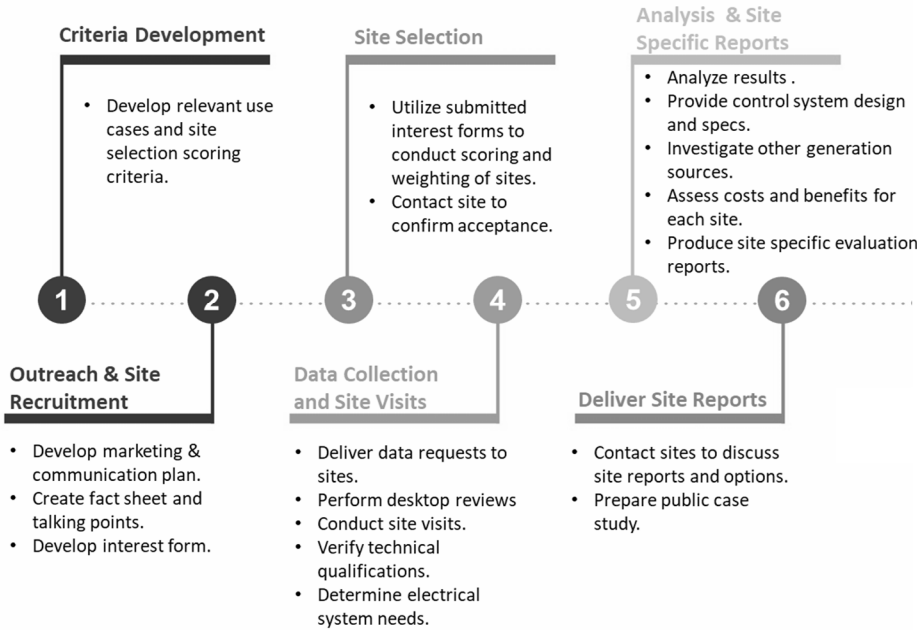 Criteria Development
• Develop relevant use
cases and site
selection scoring
criteria.
Site Selection
• Utilize submitted
interest forms to
conduct scoring and
weighting of sites.
• Contact site to
confirm acceptance.
Analysis & Site
Specific Reports
• Analyze results .
• Provide control system design
and specs.
• Investigate other generation
sources.
• Assess costs and benefits for
each site.
• Produce site specific evaluation
reports.
1
2
3
4
5
6
Outreach & Site
Recruitment
• Develop marketing &
communication plan.
• Create fact sheet and
talking points.
• Develop interest form.
Data Collection
and Site Visits
• Deliver data requests to
sites.
• Perform desktop reviews
• Conduct site visits.
• Verify technical
qualifications.
• Determine electrical
system needs.
Deliver Site Reports
• Contact sites to discuss
site reports and options.
• Prepare public case
study.